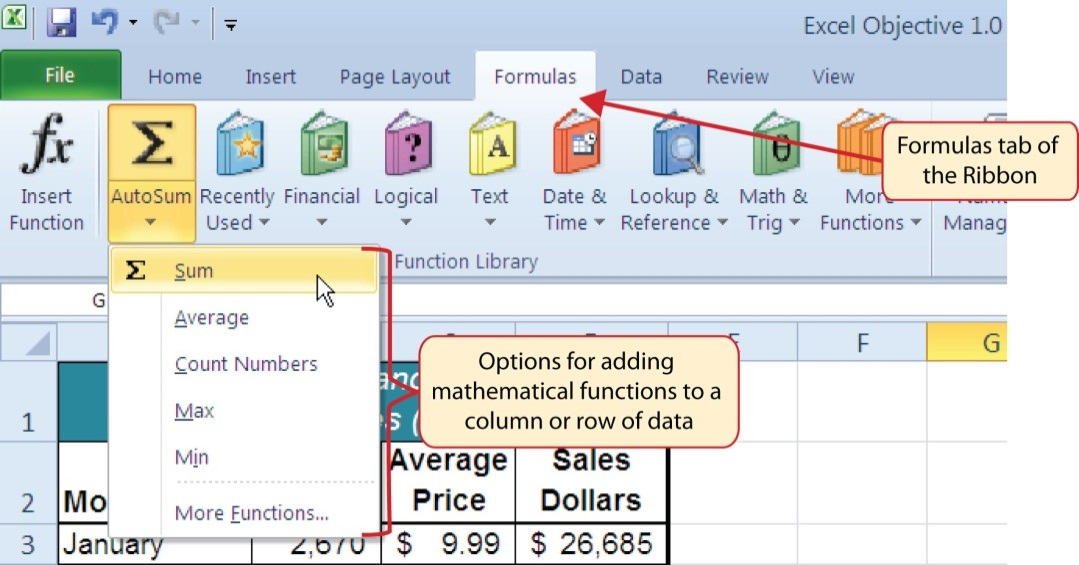 Excel Objective 1.0
File Home Insert Page Layout Formulas Data Review View
fx Σ A ? θ
Insert Function
AutoSum
Recently Used
Financial
Logical
Text
Date & Time
Lookup & Reference
Math & Trig
More Functions
Manag
Formulas tab of
the Ribbon
Function Library
Σ Sum
Average
Count Numbers
Max
Min
More Functions...
G
Options for adding
mathematical functions to a
column or row of data
F G
1
2 Mo Average Price Sales Dollars
3 January 2,670 $ 9.99 $ 26,685